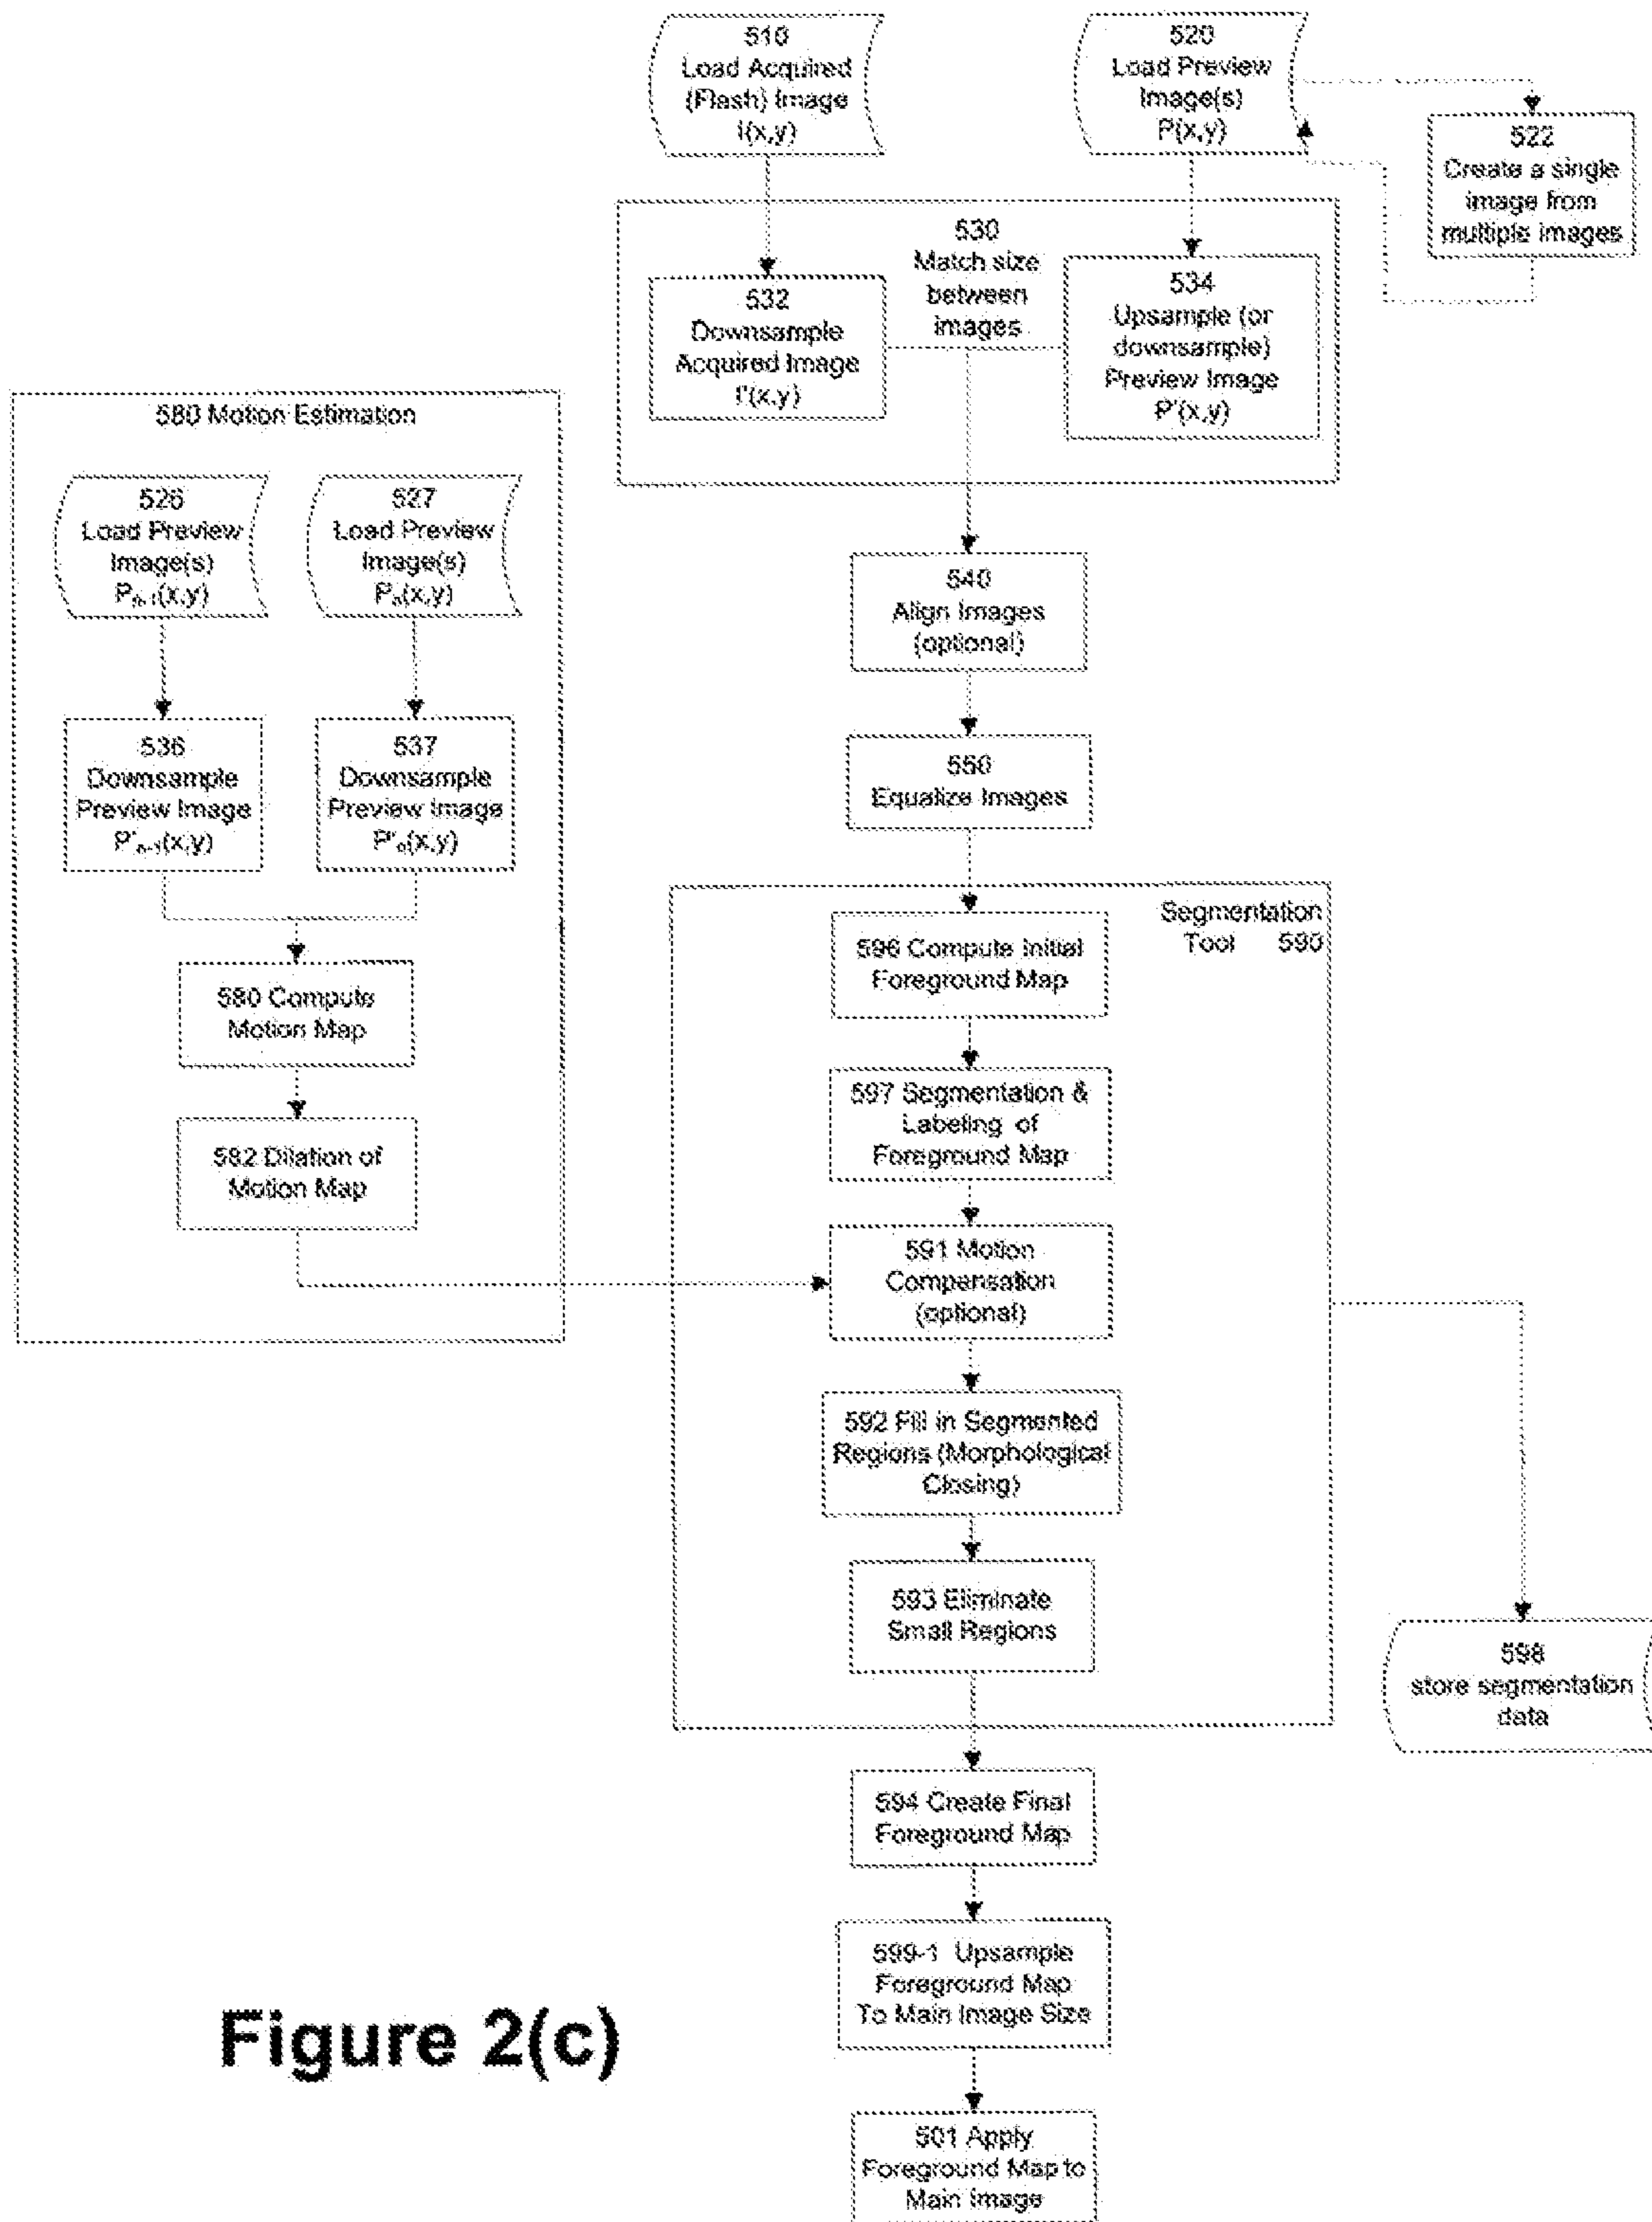 510
Load Acquired
(Flash) Image
I(x,y)
520
Load Preview
Image(s)
P(x,y)
522
Create a single
image from
multiple images
530
Match size
between
images
532
Downsample
Acquired Image
I'(x,y)
534
Upsample (or
downsample)
Preview Image
P'(x,y)
580 Motion Estimation
526
Load Preview
Image(s)
Pn-1(x,y)
527
Load Preview
Image(s)
Pn(x,y)
536
Downsample
Preview Image
P'n-1(x,y)
537
Downsample
Preview Image
P'n(x,y)
580 Compute
Motion Map
582 Dilation of
Motion Map
540
Align Images
(optional)
550
Equalize Images
Segmentation
Tool 590
596 Compute Initial
Foreground Map
597 Segmentation &
Labeling of
Foreground Map
591 Motion
Compensation
(optional)
592 Fill in Segmented
Regions (Morphological
Closing)
593 Eliminate
Small Regions
598
store segmentation
data
594 Create Final
Foreground Map
599-1 Upsample
Foreground Map
To Main Image Size
501 Apply
Foreground Map to
Main Image
Figure 2(c)